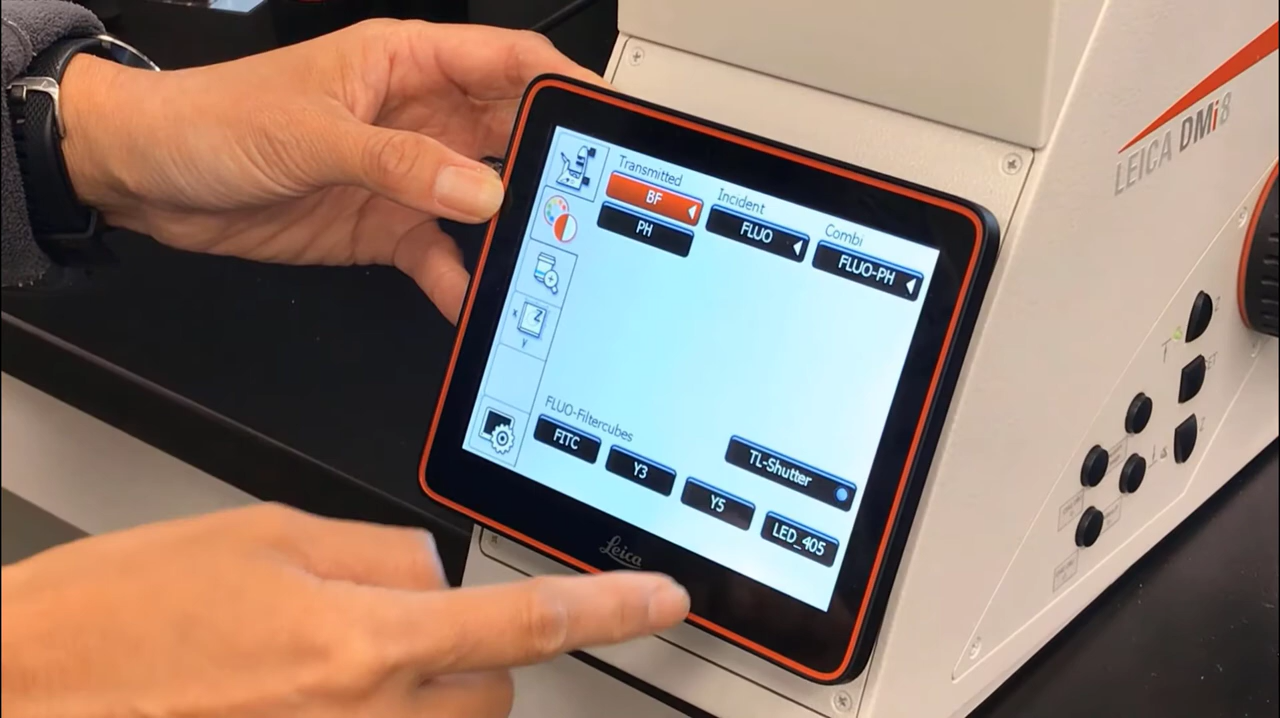 Transmitted
Incident
Combi
BF
FLUO
FLUO-PH
PH
x
Z
y
FLUO-Filtercubes
FITC
Y3
Y5
LED_405
TL-Shutter
Leica
LEICA DMi8